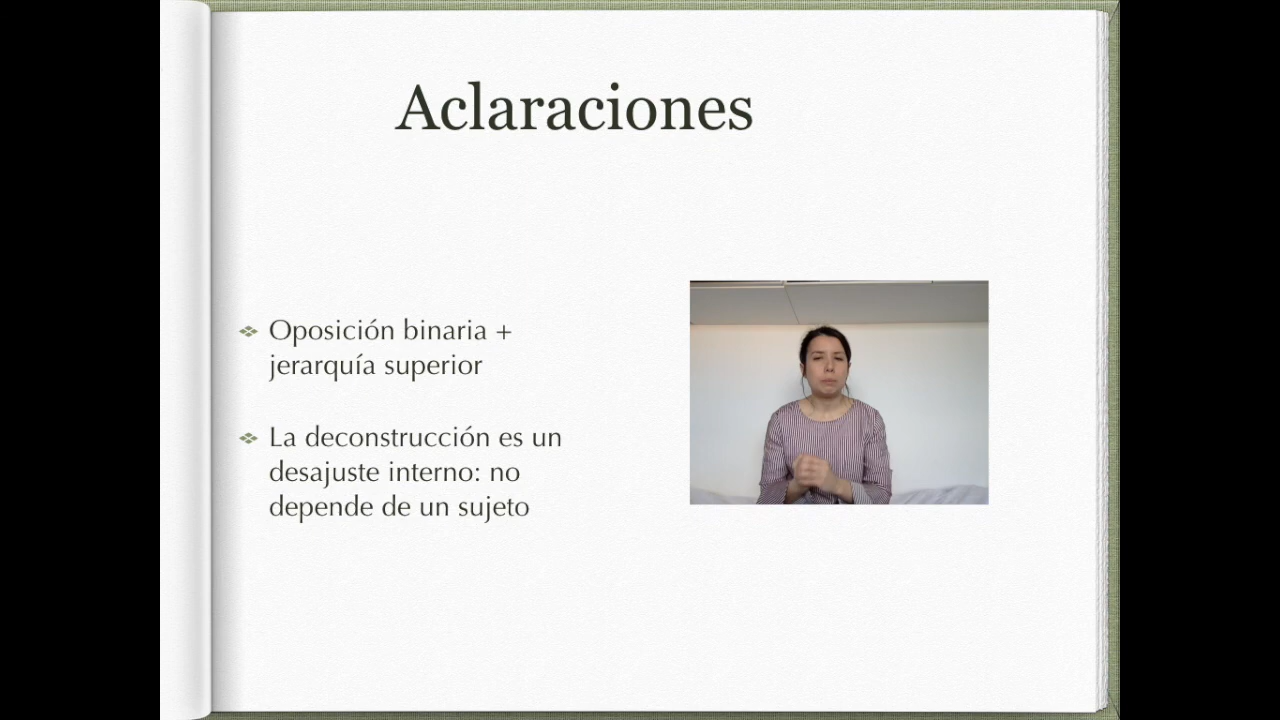 Aclaraciones
Oposición binaria +
jerarquía superior
La deconstrucción es un
desajuste interno: no
depende de un sujeto